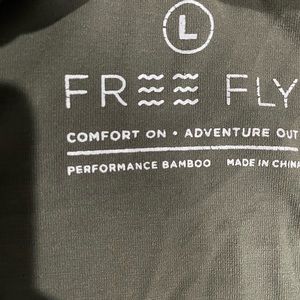 L
FREE FLY
COMFORT ON • ADVENTURE OUT
PERFORMANCE BAMBOO MADE IN CHINA